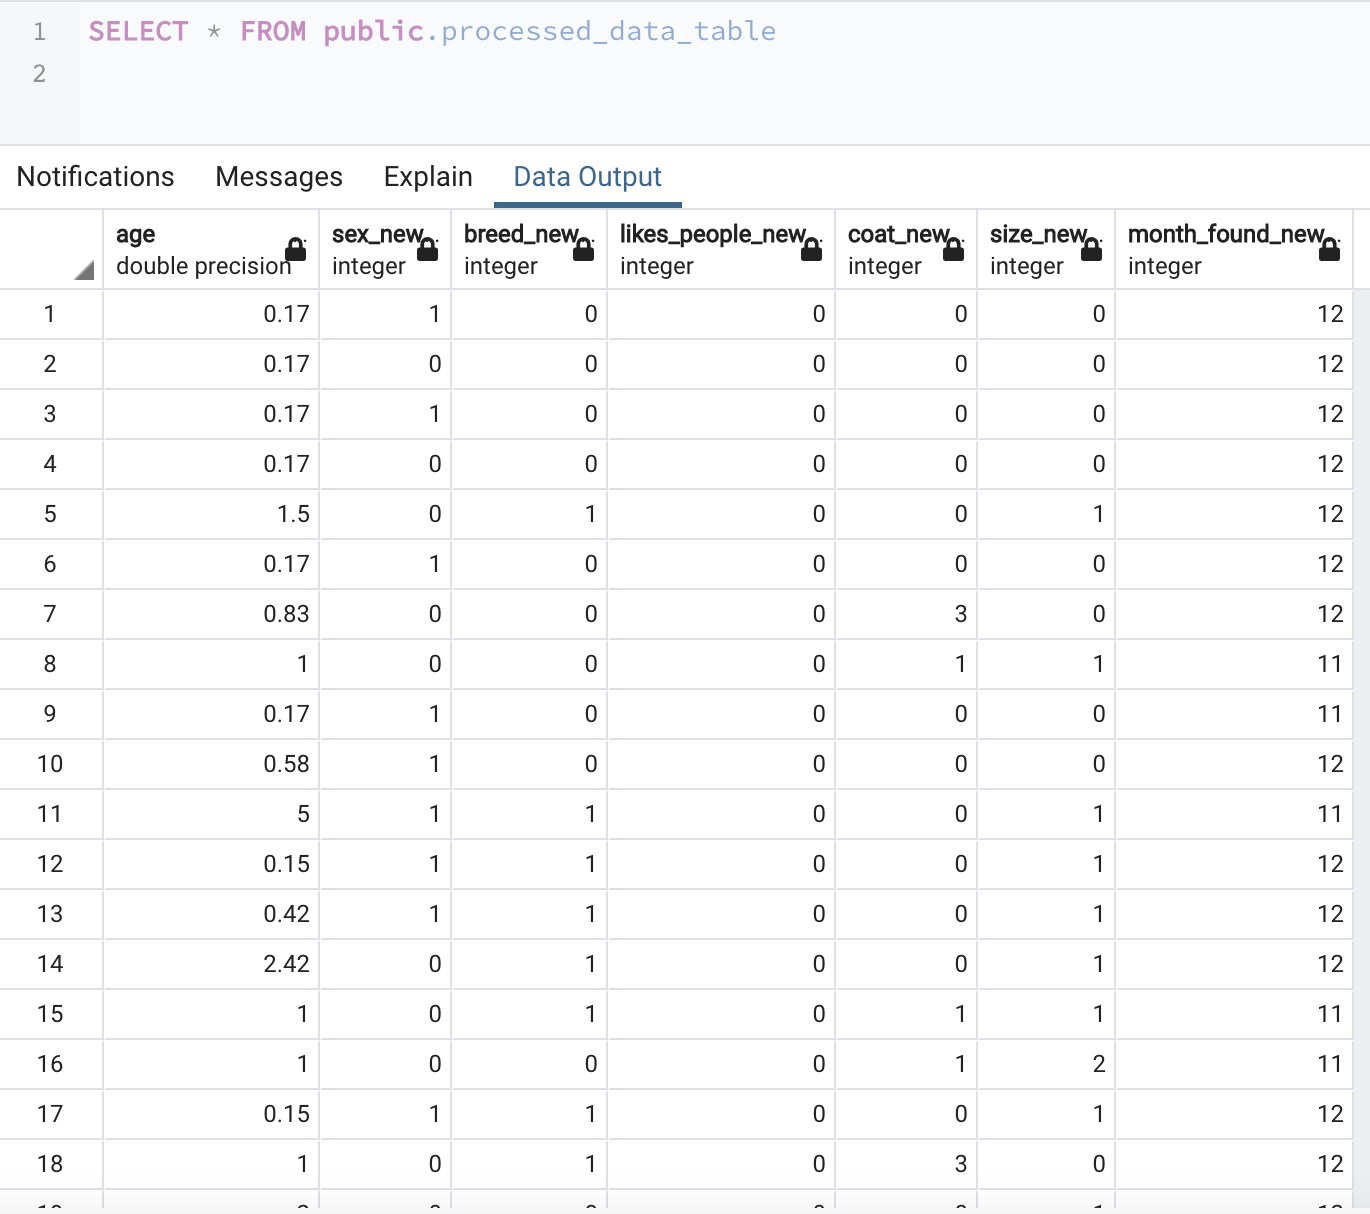 1 SELECT * FROM public.processed_data_table
2
Notifications Messages Explain Data Output
age sex_new breed_new likes_people_new coat_new size_new month_found_new
double precision integer integer integer integer integer integer
1 0.17 1 0 0 0 0 12
2 0.17 0 0 0 0 0 12
3 0.17 1 0 0 0 0 12
4 0.17 0 0 0 0 0 12
5 1.5 0 1 0 0 1 12
6 0.17 1 0 0 0 0 12
7 0.83 0 0 0 3 0 12
8 1 0 0 0 1 1 11
9 0.17 1 0 0 0 0 11
10 0.58 1 0 0 0 0 12
11 5 1 1 0 0 1 11
12 0.15 1 1 0 0 1 12
13 0.42 1 1 0 0 1 12
14 2.42 0 1 0 0 1 12
15 1 0 1 0 1 1 11
16 1 0 0 0 1 2 11
17 0.15 1 1 0 0 1 12
18 1 0 1 0 3 0 12